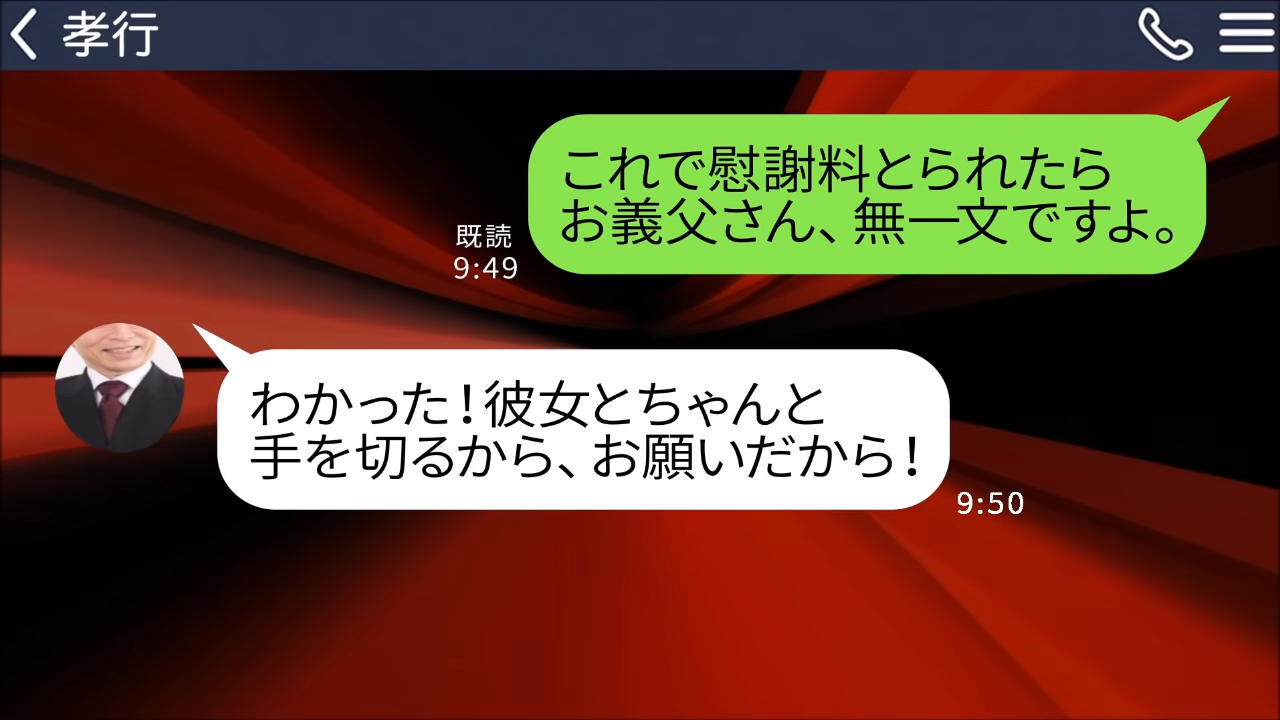 孝行
これで慰謝料とられたら
お義父さん、無一文ですよ。
既読
9:49
わかった！彼女とちゃんと
手を切るから、お願いだから！
9:50